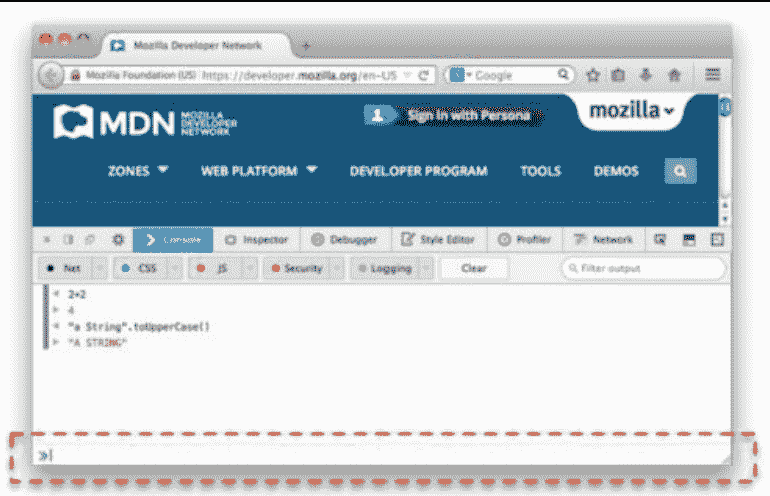 Mozilla Developer Network +
Mozilla Foundation (US) https://developer.mozilla.org/en-US Google
MDN MOZILLA DEVELOPER NETWORK
Sign in with Persona
mozilla
ZONES WEB PLATFORM DEVELOPER PROGRAM TOOLS DEMOS
Console Inspector Debugger Style Editor Profiler Network
Net CSS JS Security Logging Clear Filter output
2+2
4
"a String".toUpperCase()
"A STRING"
»